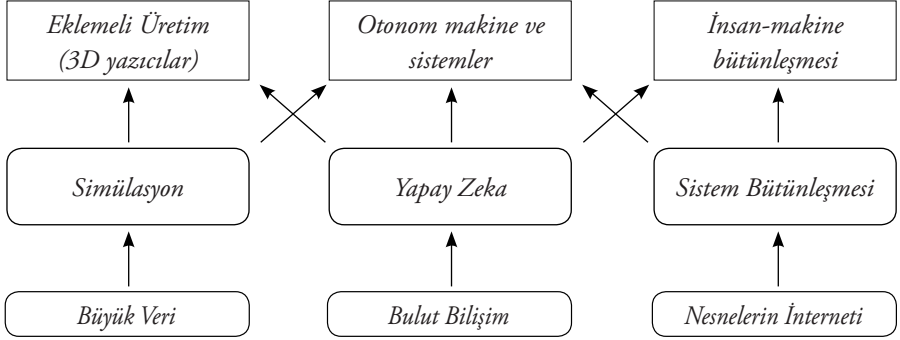 Eklemeli Üretim
(3D yazıcılar)
Otonom makine ve
sistemler
İnsan-makine
bütünleşmesi
Simülasyon
Yapay Zeka
Sistem Bütünleşmesi
Büyük Veri
Bulut Bilişim
Nesnelerin İnterneti